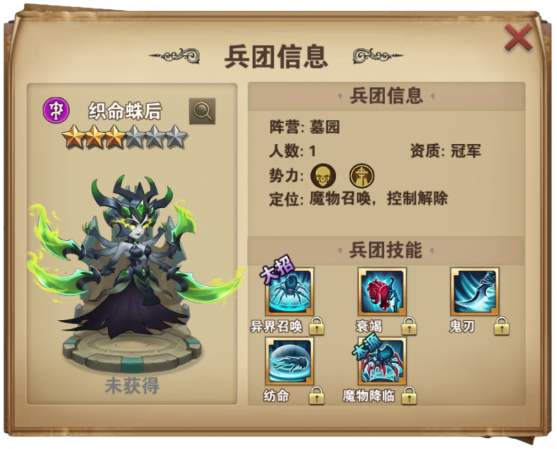 兵团信息
织命蛛后
未获得
兵团信息
阵营: 墓园
人数: 1 资质: 冠军
势力:
定位: 魔物召唤，控制解除
兵团技能
大招
异界召唤 衰竭 鬼刃
纺命 魔物降临